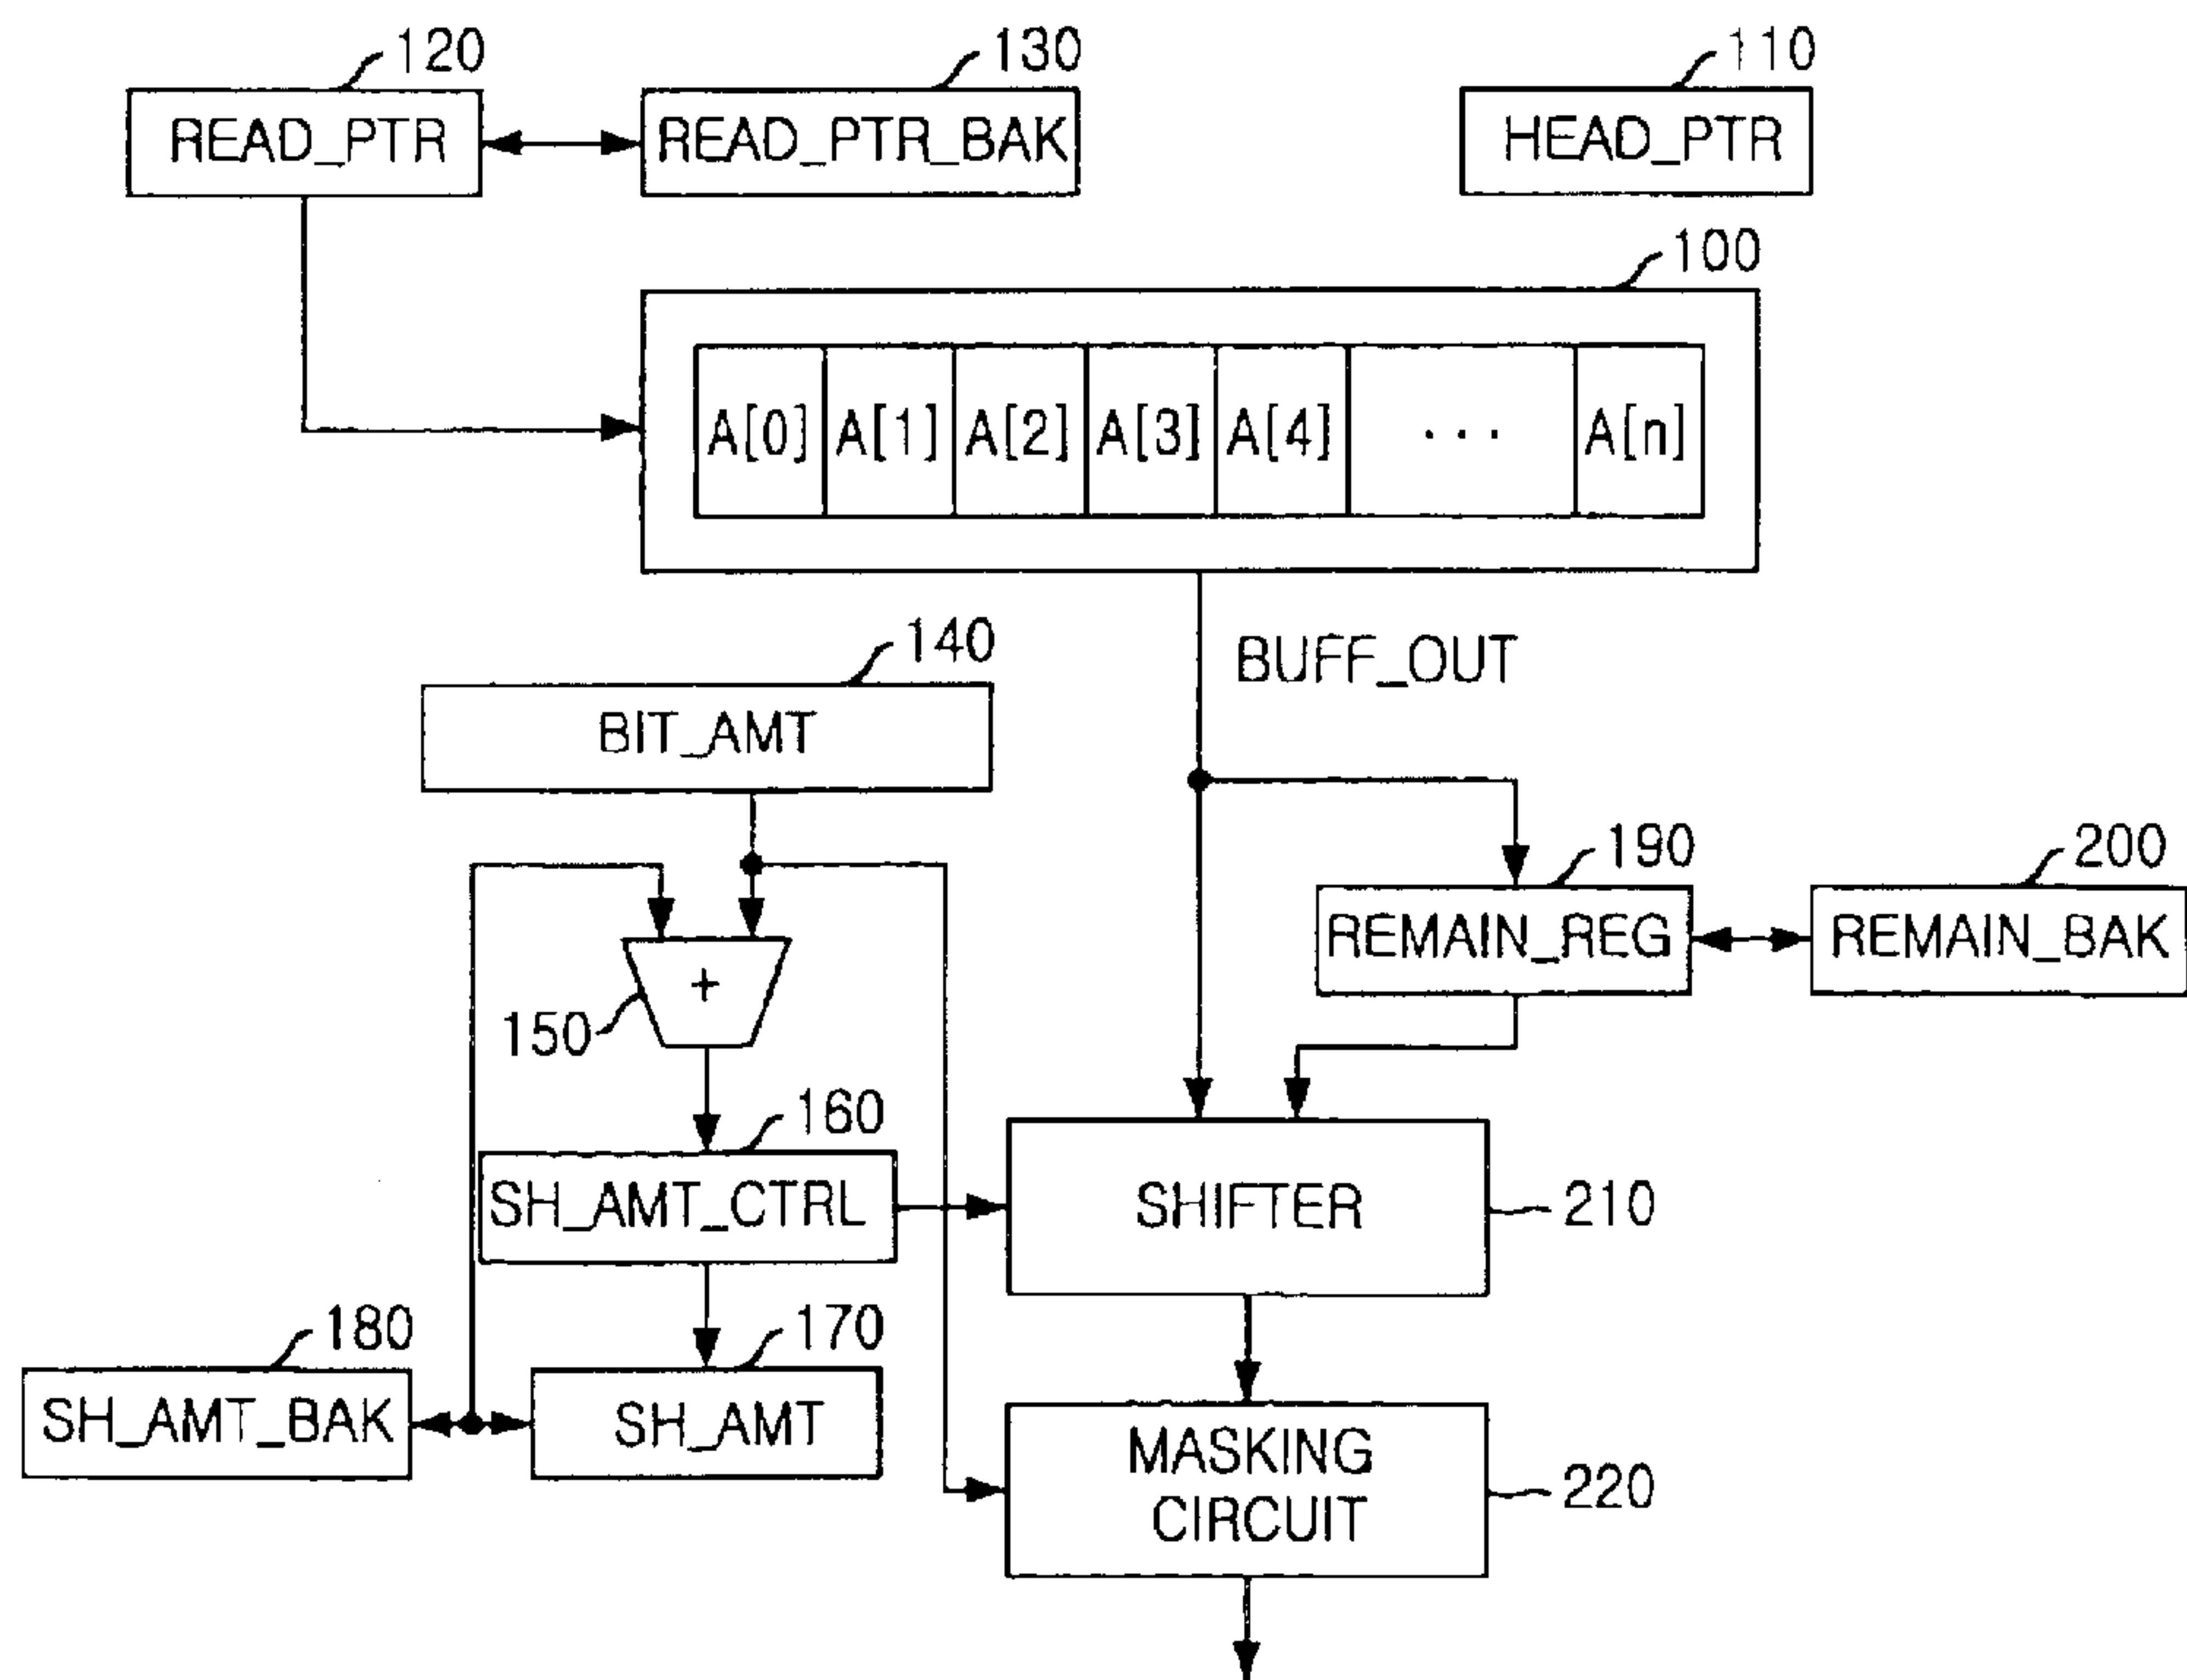 120
130
110
READ_PTR
READ_PTR_BAK
HEAD_PTR
100
A[0] A[1] A[2] A[3] A[4] ... A[n]
140
BUFF_OUT
BIT_AMT
190
200
REMAIN_REG
REMAIN_BAK
+
150
160
SH_AMT_CTRL
SHIFTER
210
180
170
SH_AMT_BAK
SH_AMT
MASKING
CIRCUIT
220